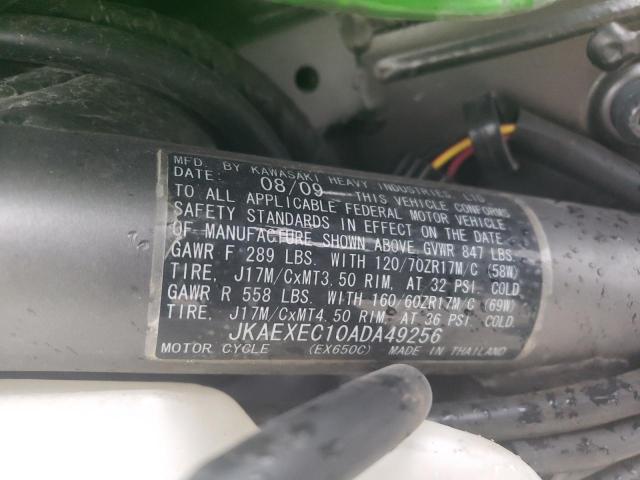 MFD. BY KAWASAKI HEAVY INDUSTRIES, LTD.
DATE: 08/09 THIS VEHICLE CONFORMS
TO ALL APPLICABLE FEDERAL MOTOR VEHICLE
SAFETY STANDARDS IN EFFECT ON THE DATE
OF MANUFACTURE SHOWN ABOVE GVWR 847 LBS.
GAWR F 289 LBS. WITH 120/70ZR17M/C (58W)
TIRE. J17M/CxMT3.50 RIM. AT 32 PSI. COLD
GAWR R 558 LBS. WITH 160/60ZR17M/C (69W)
TIRE. J17M/CxMT4.50 RIM. AT 36 PSI. COLD
JKAEXEC10ADA49256
MOTOR CYCLE (EX650C) MADE IN THAILAND